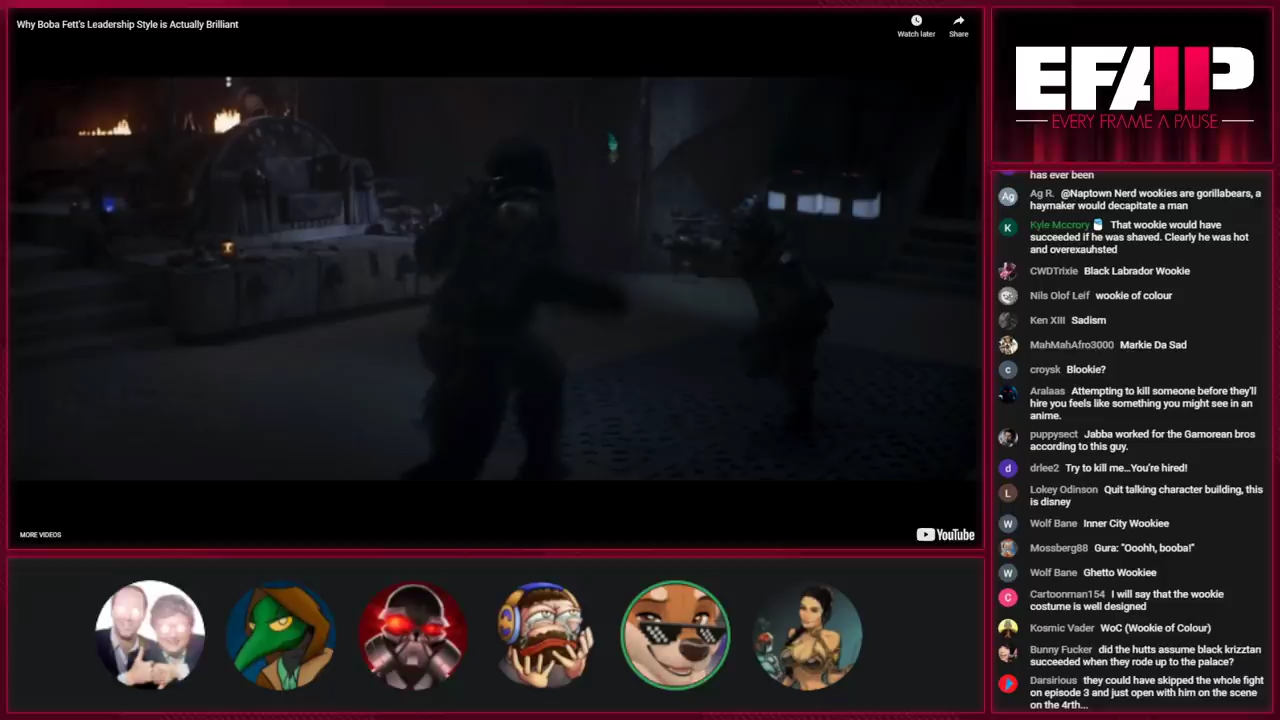 Why Boba Fett's Leadership Style is Actually Brilliant
Watch later
Share
MORE VIDEOS
YouTube
EFAP
EVERY FRAME A PAUSE
has ever been
Ag
Ag R. @Naptown Nerd wookies are gorillabears, a
haymaker would decapitate a man
K
Kyle Mccrory That wookie would have
succeeded if he was shaved. Clearly he was hot
and overexauhsted
CWDTrixie Black Labrador Wookie
Nils Olof Leif wookie of colour
Ken XIII Sadism
MahMahAfro3000 Markie Da Sad
c
croysk Blookie?
Aralaas Attempting to kill someone before they'll
hire you feels like something you might see in an
anime.
puppysect Jabba worked for the Gamorean bros
according to this guy.
d
drlee2 Try to kill me...You're hired!
L
Lokey Odinson Quit talking character building, this
is disney
W
Wolf Bane Inner City Wookiee
Mossberg88 Gura: "Ooohh, booba!"
W
Wolf Bane Ghetto Wookiee
C
Cartoonman154 I will say that the wookie
costume is well designed
Kosmic Vader WoC (Wookie of Colour)
Bunny Fucker did the hutts assume black krizztan
succeeded when they rode up to the palace?
Darsirious they could have skipped the whole fight
on episode 3 and just open with him on the scene
on the 4rth...